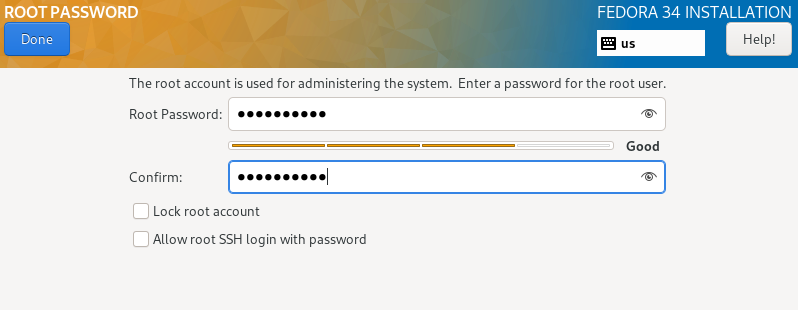 ROOT PASSWORD
FEDORA 34 INSTALLATION
Done
us
Help!
The root account is used for administering the system. Enter a password for the root user.
Root Password: ●●●●●●●●●●
Good
Confirm: ●●●●●●●●●●
Lock root account
Allow root SSH login with password